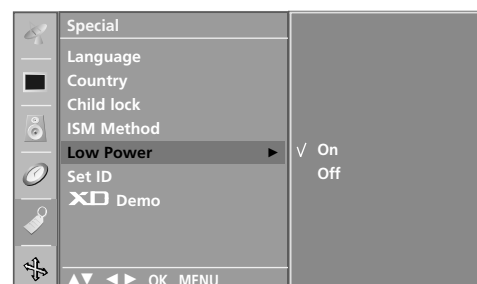 Special
Language
Country
Child lock
ISM Method
Low Power ► √ On
Set ID Off
XD Demo
▲▼ ◄► OK MENU